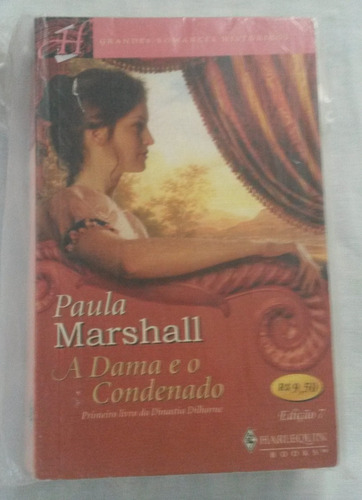 GRANDES ROMANCES HISTÓRICOS
Paula
Marshall
A Dama e o
Condenado
Primeiro livro da Dinastia Dilhorne
Edição 7
HARLEQUIN
BOOKS